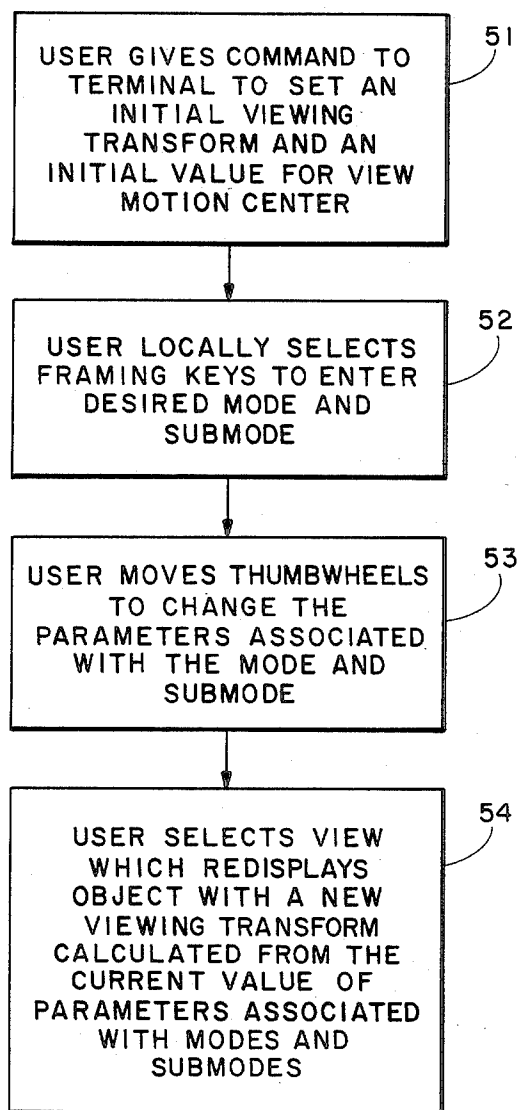 51
USER GIVES COMMAND TO
TERMINAL TO SET AN
INITIAL VIEWING
TRANSFORM AND AN
INITIAL VALUE FOR VIEW
MOTION CENTER
52
USER LOCALLY SELECTS
FRAMING KEYS TO ENTER
DESIRED MODE AND
SUBMODE
53
USER MOVES THUMBWHEELS
TO CHANGE THE
PARAMETERS ASSOCIATED
WITH THE MODE AND
SUBMODE
54
USER SELECTS VIEW
WHICH REDISPLAYS
OBJECT WITH A NEW
VIEWING TRANSFORM
CALCULATED FROM THE
CURRENT VALUE OF
PARAMETERS ASSOCIATED
WITH MODES AND
SUBMODES